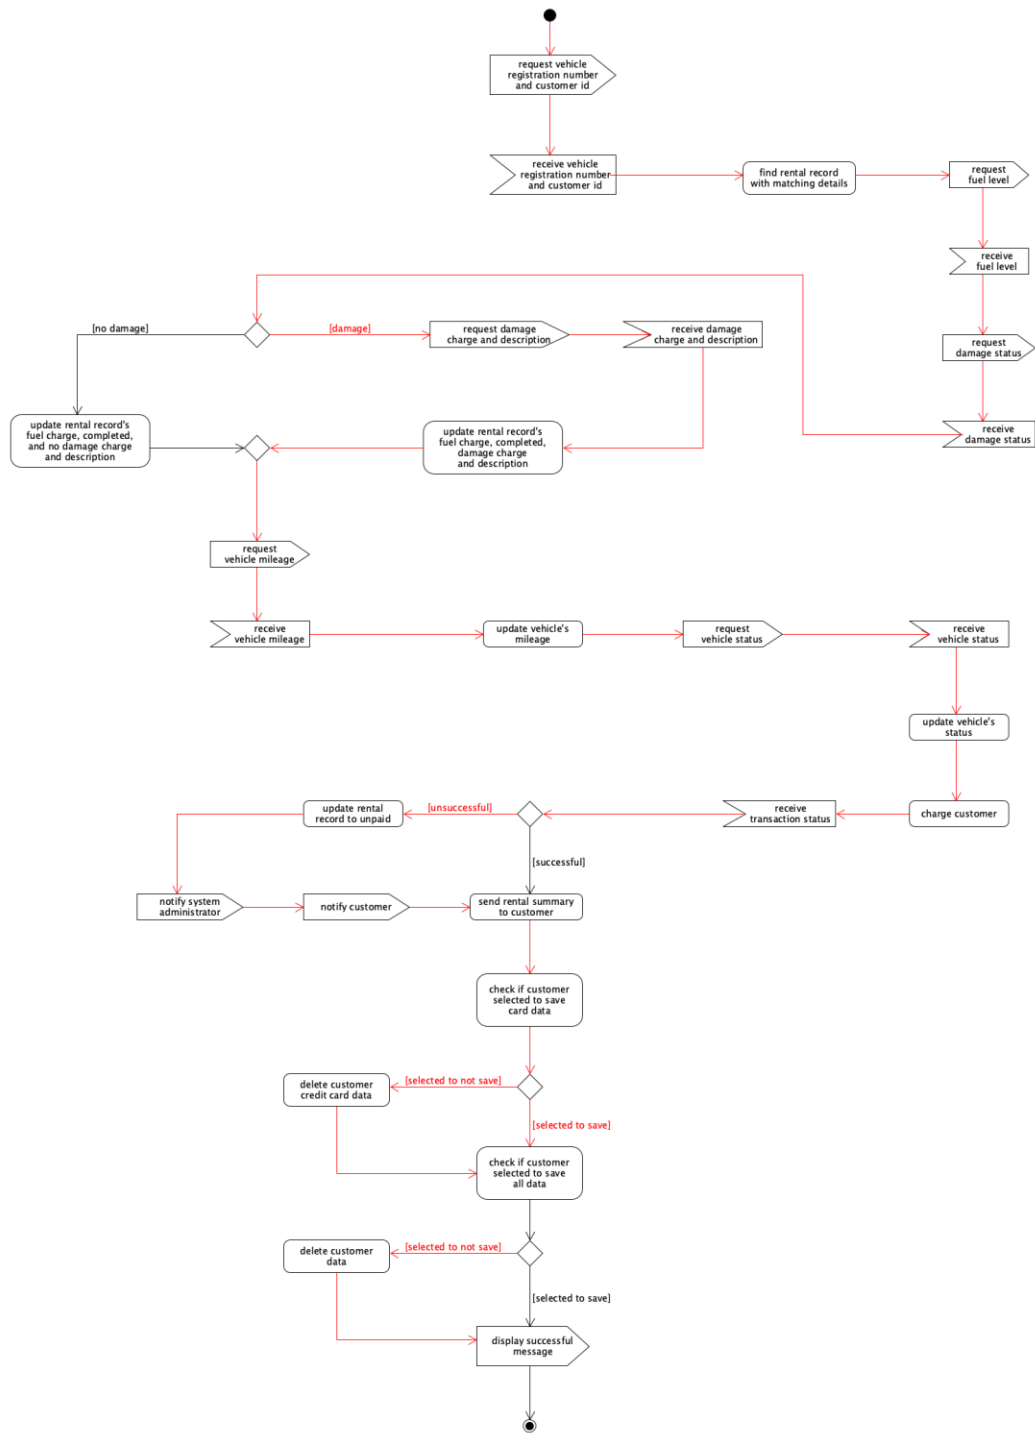 request vehicle
registration number
and customer id
receive vehicle
registration number
and customer id
find rental record
with matching details
request
fuel level
receive
fuel level
[no damage]
[damage]
request damage
charge and description
receive damage
charge and description
request
damage status
update rental record's
fuel charge, completed,
and no damage charge
and description
update rental record's
fuel charge, completed,
damage charge
and description
receive
damage status
request
vehicle mileage
receive
vehicle mileage
update vehicle's
mileage
request
vehicle status
receive
vehicle status
update vehicle's
status
update rental
record to unpaid
[unsuccessful]
receive
transaction status
charge customer
[successful]
notify system
administrator
notify customer
send rental summary
to customer
check if customer
selected to save
card data
delete customer
credit card data
[selected to not save]
[selected to save]
check if customer
selected to save
all data
delete customer
data
[selected to not save]
[selected to save]
display successful
message